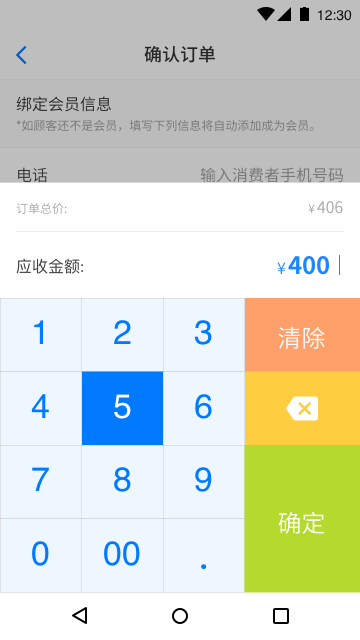 12:30
确认订单
绑定会员信息
*如顾客还不是会员，填写下列信息将自动添加成为会员。
电话 输入消费者手机号码
订单总价: ¥406
应收金额: ¥400
1 2 3 清除
4 5 6
7 8 9
确定
0 00 .